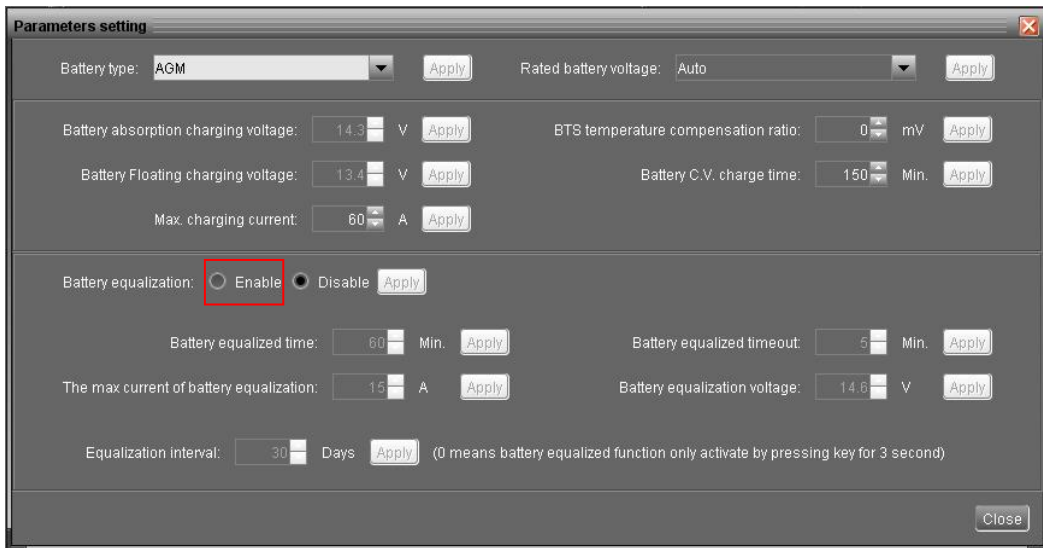 Parameters setting
Battery type: AGM Apply Rated battery voltage: Auto Apply
Battery absorption charging voltage: 14.3 V Apply BTS temperature compensation ratio: 0 mV Apply
Battery Floating charging voltage: 13.4 V Apply Battery C.V. charge time: 150 Min. Apply
Max. charging current: 60 A Apply
Battery equalization: Enable Disable Apply
Battery equalized time: 60 Min. Apply Battery equalized timeout: 5 Min. Apply
The max current of battery equalization: 15 A Apply Battery equalization voltage: 14.6 V Apply
Equalization interval: 30 Days Apply (0 means battery equalized function only activate by pressing key for 3 second)
Close